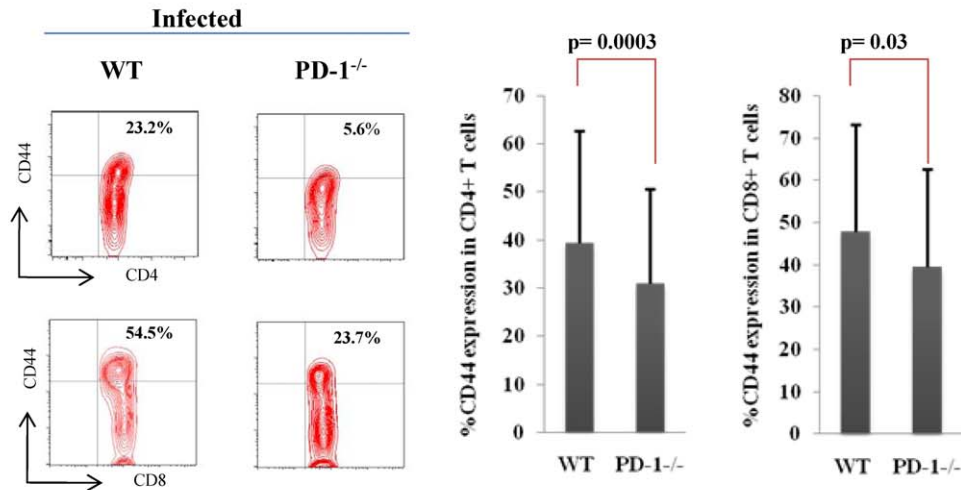 Infected
WT PD-1-/-
23.2% 5.6%
CD44
CD4
54.5% 23.7%
CD44
CD8
p= 0.0003
%CD44 expression in CD4+ T cells
70
60
50
40
30
20
10
0
WT PD-1-/-
p= 0.03
%CD44 expression in CD8+ T cells
80
70
60
50
40
30
20
10
0
WT PD-1-/-